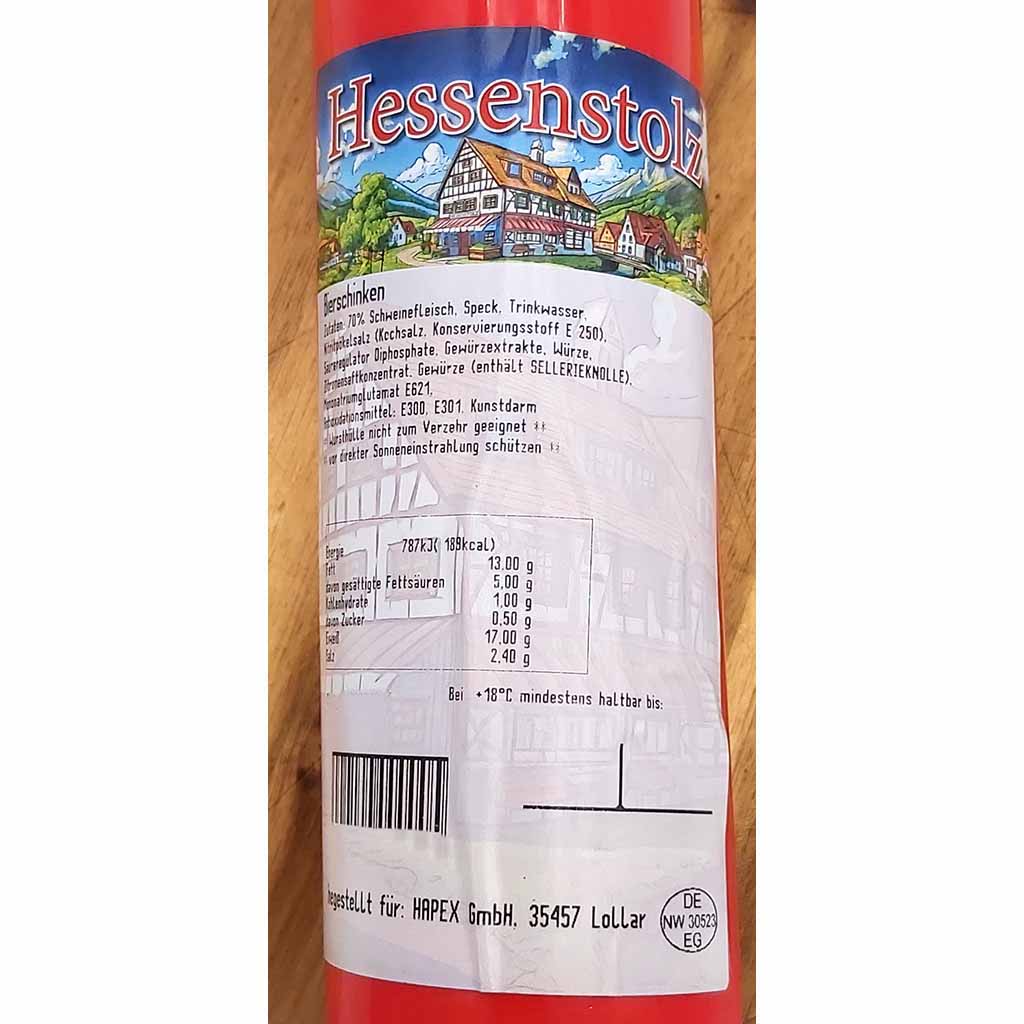 Hessenstolz
Bierschinken
Zutaten: 70% Schweinefleisch, Speck, Trinkwasser,
Nitritpökelsalz (Kochsalz, Konservierungsstoff E 250),
Säureregulator Diphosphate, Gewürzextrakte, Würze,
Zitronensaftkonzentrat, Gewürze (enthält SELLERIEKNOLLE),
Mononatriumglutamat E621,
Antioxidationsmittel: E300, E301, Kunstdarm
** Wursthülle nicht zum Verzehr geeignet **
** vor direkter Sonneneinstrahlung schützen **
Energie 787kJ( 189kcal)
Fett 13,00 g
davon gesättigte Fettsäuren 5,00 g
Kohlenhydrate 1,00 g
davon Zucker 0,50 g
Eiweiß 17,00 g
Salz 2,40 g
Bei +18°C mindestens haltbar bis:
hegestellt für: HAPEX GmbH, 35457 Lollar
DE
NW 30523
EG